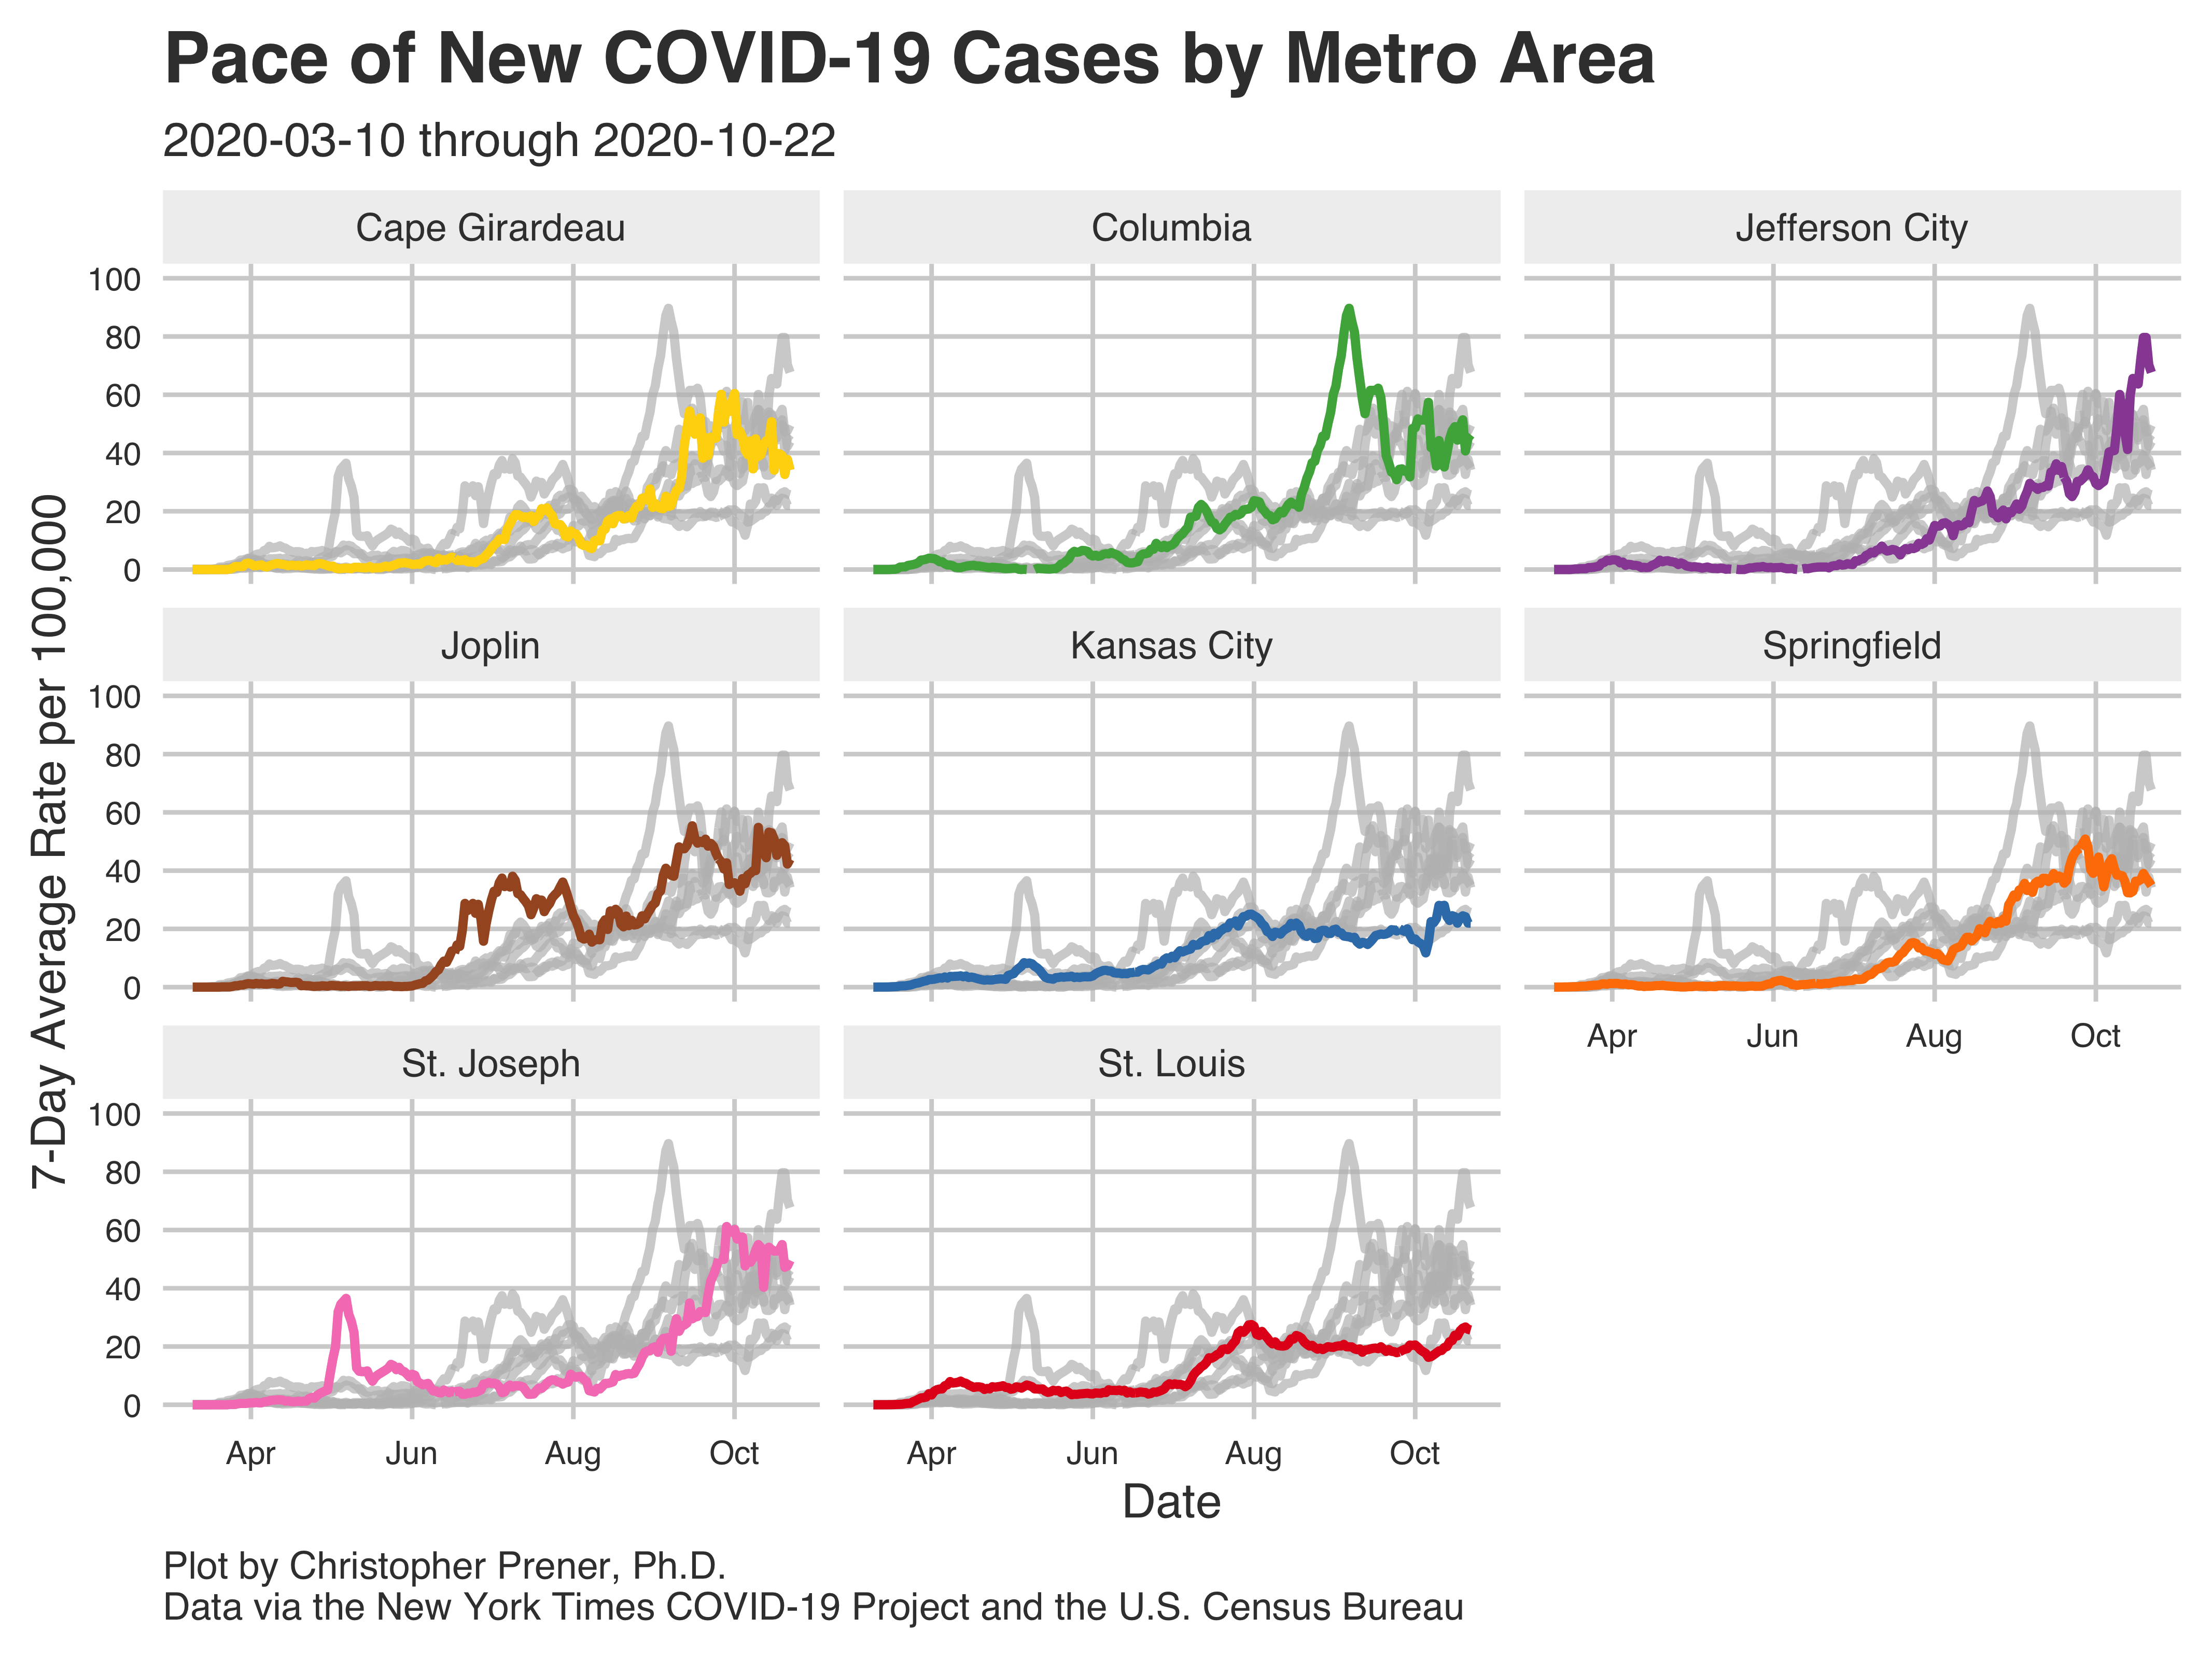 Pace of New COVID-19 Cases by Metro Area
2020-03-10 through 2020-10-22
7-Day Average Rate per 100,000
Cape Girardeau
Columbia
Jefferson City
100
80
60
40
20
0
Joplin
Kansas City
Springfield
100
80
60
40
20
0
Apr Jun Aug Oct
St. Joseph
St. Louis
100
80
60
40
20
0
Apr Jun Aug Oct
Apr Jun Aug Oct
Date
Plot by Christopher Prener, Ph.D.
Data via the New York Times COVID-19 Project and the U.S. Census Bureau